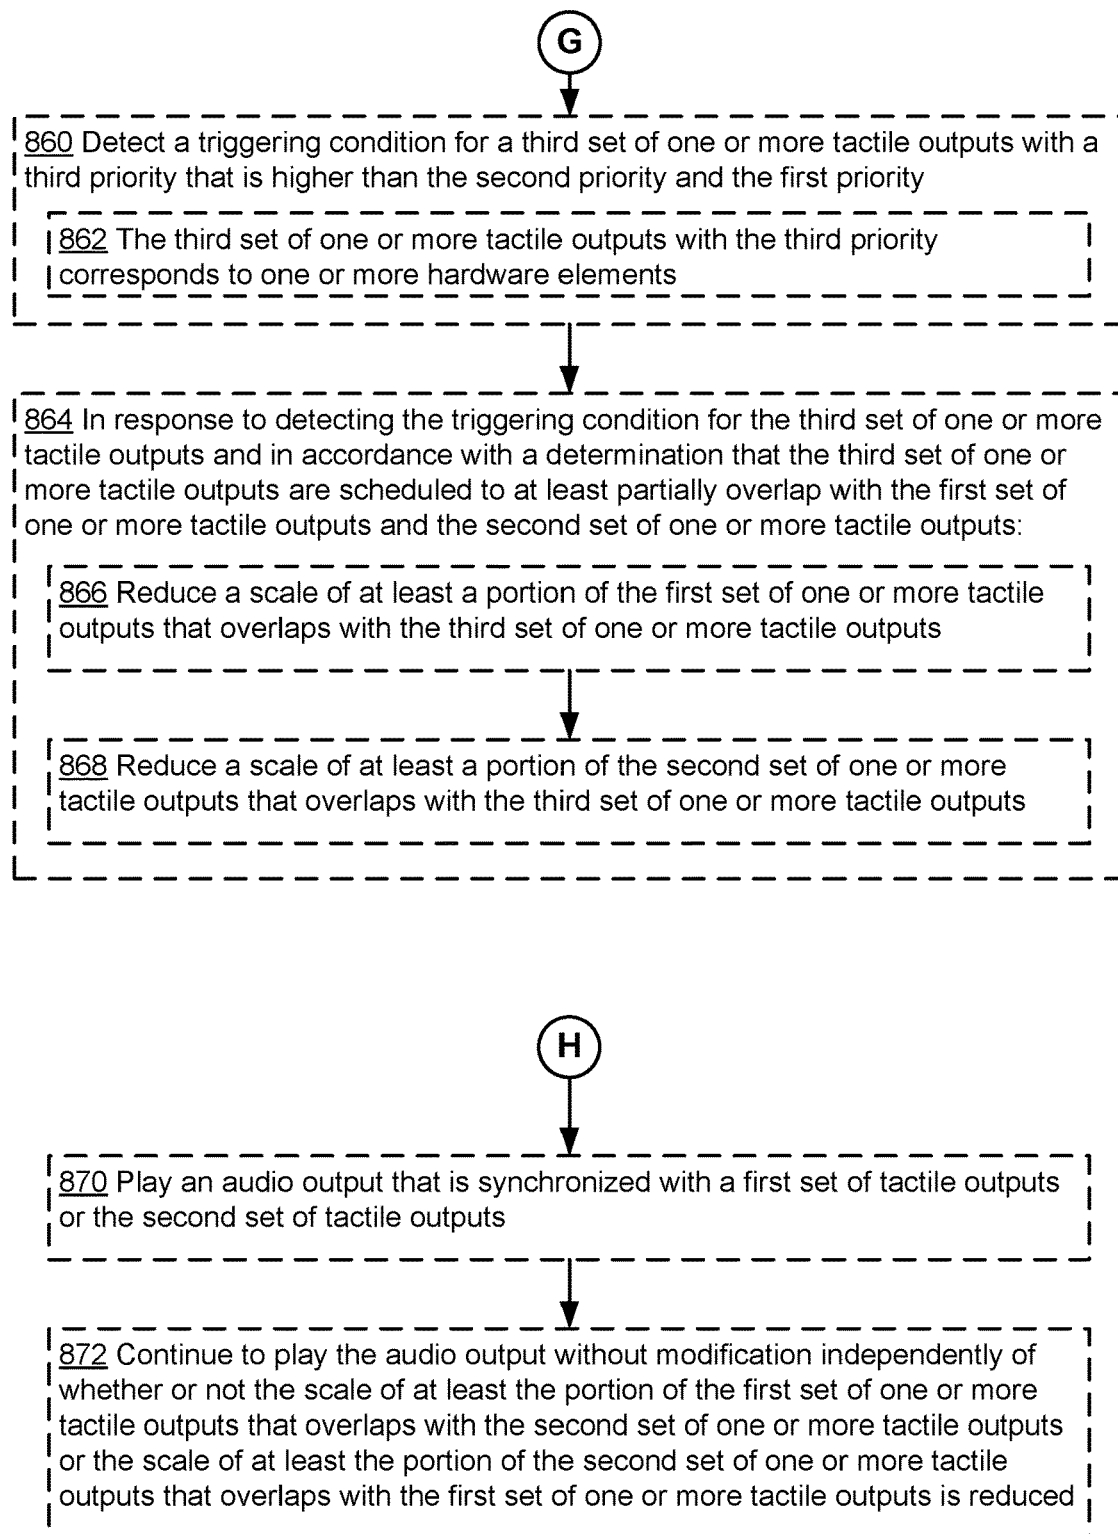 G
860 Detect a triggering condition for a third set of one or more tactile outputs with a
third priority that is higher than the second priority and the first priority
862 The third set of one or more tactile outputs with the third priority
corresponds to one or more hardware elements
864 In response to detecting the triggering condition for the third set of one or more
tactile outputs and in accordance with a determination that the third set of one or
more tactile outputs are scheduled to at least partially overlap with the first set of
one or more tactile outputs and the second set of one or more tactile outputs:
866 Reduce a scale of at least a portion of the first set of one or more tactile
outputs that overlaps with the third set of one or more tactile outputs
868 Reduce a scale of at least a portion of the second set of one or more
tactile outputs that overlaps with the third set of one or more tactile outputs
H
870 Play an audio output that is synchronized with a first set of tactile outputs
or the second set of tactile outputs
872 Continue to play the audio output without modification independently of
whether or not the scale of at least the portion of the first set of one or more
tactile outputs that overlaps with the second set of one or more tactile outputs
or the scale of at least the portion of the second set of one or more tactile
outputs that overlaps with the first set of one or more tactile outputs is reduced